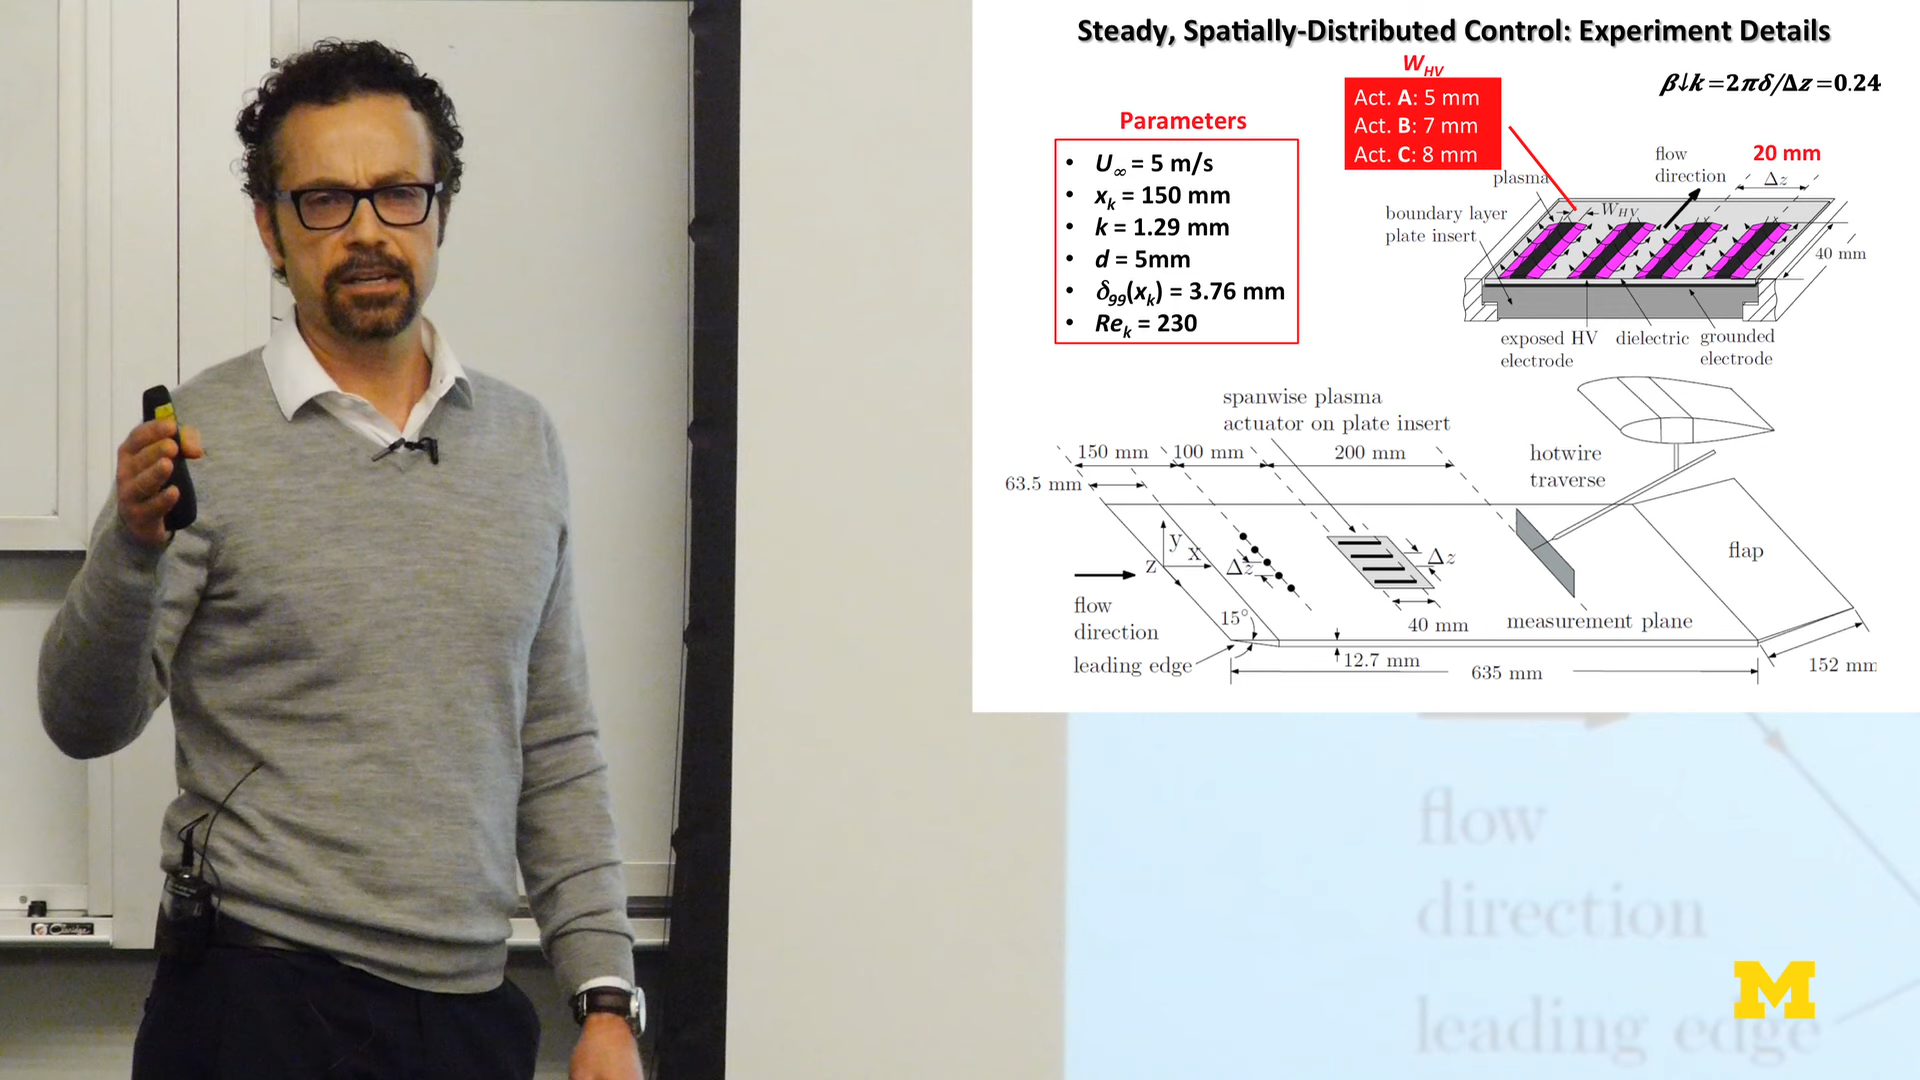 Steady, Spatially-Distributed Control: Experiment Details
W_HV
Act. A: 5 mm
Act. B: 7 mm
Act. C: 8 mm
β↓k =2πδ/Δz =0.24
Parameters
• U∞ = 5 m/s
• x_k = 150 mm
• k = 1.29 mm
• d = 5mm
• δ99(x_k) = 3.76 mm
• Re_k = 230
flow
direction
20 mm
Δz
plasma
W_HV
boundary layer
plate insert
40 mm
exposed HV
electrode
dielectric
grounded
electrode
spanwise plasma
actuator on plate insert
150 mm
100 mm
200 mm
63.5 mm
hotwire
traverse
y
x
z
Δz
Δz
flap
flow
direction
15°
40 mm
measurement plane
leading edge
12.7 mm
635 mm
152 mm
flow
direction
leading edge
M